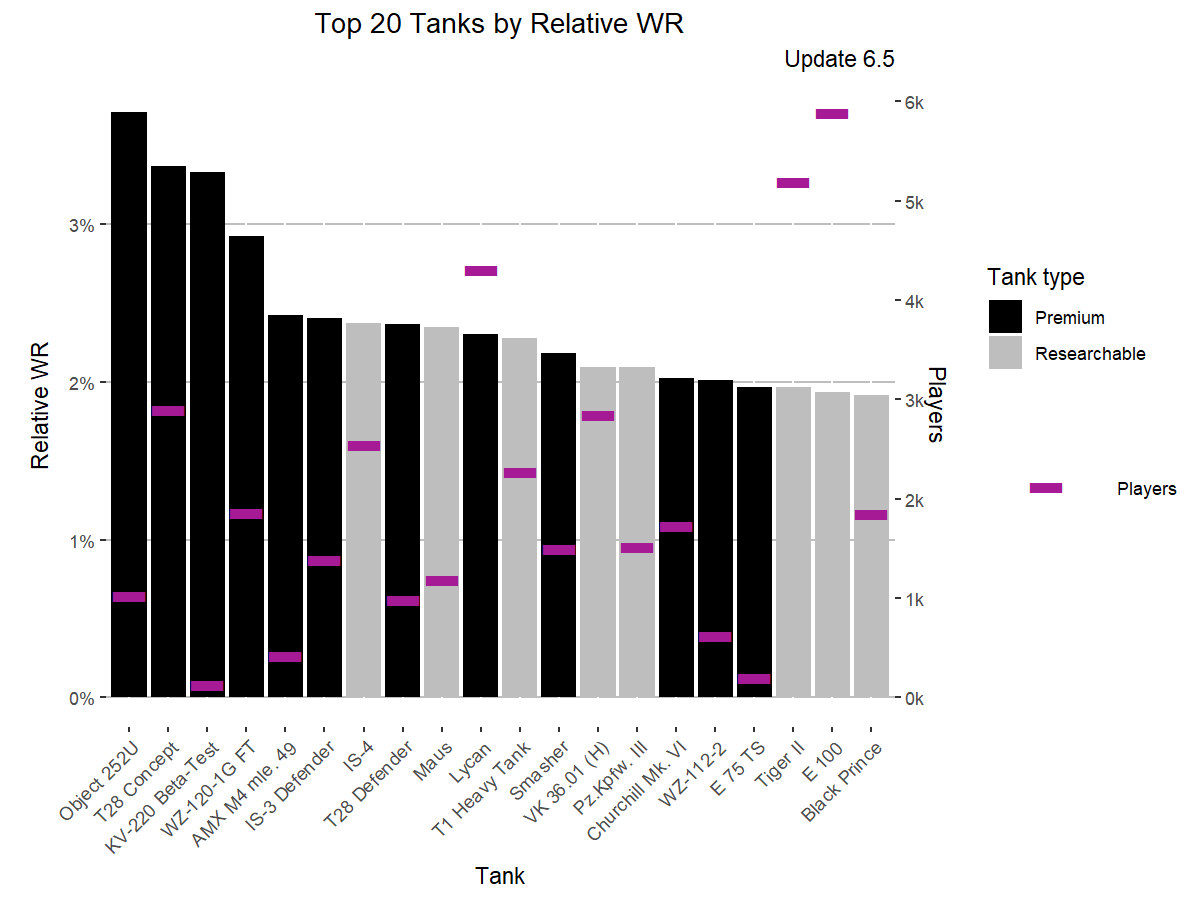 Top 20 Tanks by Relative WR
Update 6.5
Relative WR
3%
2%
1%
0%
6k
5k
4k
3k
2k
1k
0k
Players
Object 252U
T28 Concept
KV-220 Beta-Test
WZ-120-1G FT
AMX M4 mle. 49
IS-3 Defender
IS-4
T28 Defender
Maus
Lycan
T1 Heavy Tank
Smasher
VK 36.01 (H)
Pz.Kpfw. III
Churchill Mk. VI
WZ-112-2
E 75 TS
Tiger II
E 100
Black Prince
Tank
Tank type
Premium
Researchable
Players